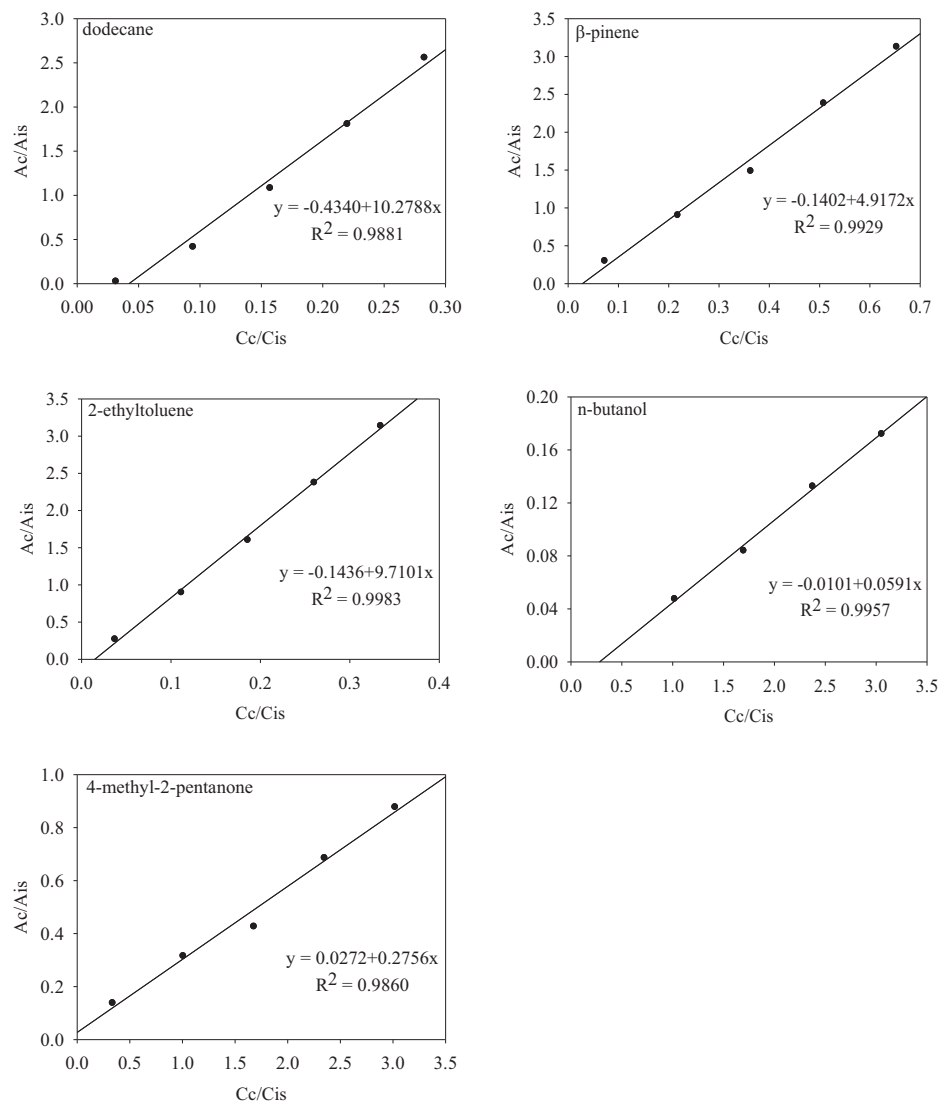 dodecane
3.0
2.5
2.0
1.5
1.0
0.5
0.0
Ac/Ais
y = -0.4340+10.2788x
R2 = 0.9881
0.00 0.05 0.10 0.15 0.20 0.25 0.30
Cc/Cis
β-pinene
3.5
3.0
2.5
2.0
1.5
1.0
0.5
0.0
Ac/Ais
y = -0.1402+4.9172x
R2 = 0.9929
0.0 0.1 0.2 0.3 0.4 0.5 0.6 0.7
Cc/Cis
2-ethyltoluene
3.5
3.0
2.5
2.0
1.5
1.0
0.5
0.0
Ac/Ais
y = -0.1436+9.7101x
R2 = 0.9983
0.0 0.1 0.2 0.3 0.4
Cc/Cis
n-butanol
0.20
0.16
0.12
0.08
0.04
0.00
Ac/Ais
y = -0.0101+0.0591x
R2 = 0.9957
0.0 0.5 1.0 1.5 2.0 2.5 3.0 3.5
Cc/Cis
4-methyl-2-pentanone
1.0
0.8
0.6
0.4
0.2
0.0
Ac/Ais
y = 0.0272+0.2756x
R2 = 0.9860
0.0 0.5 1.0 1.5 2.0 2.5 3.0 3.5
Cc/Cis